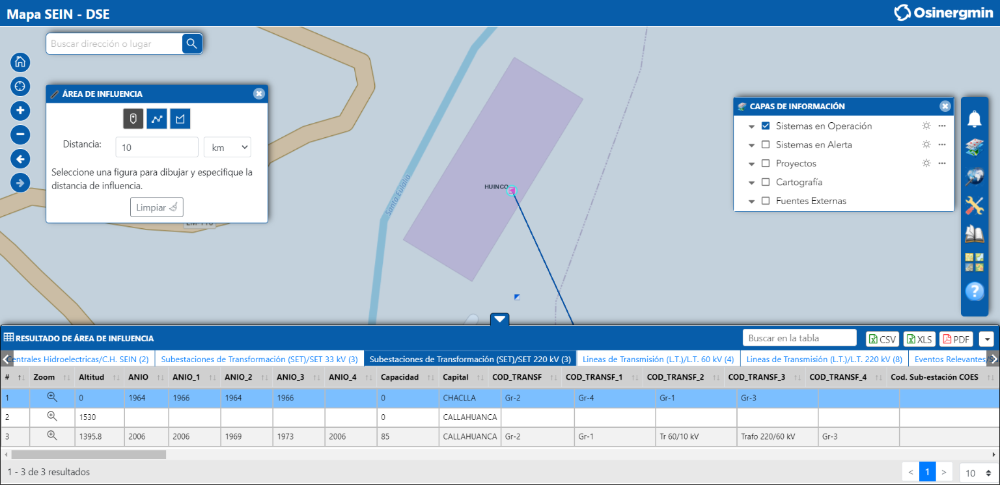 Mapa SEIN - DSE
Osinergmin
Buscar dirección o lugar
ÁREA DE INFLUENCIA
Distancia:
10
km
Seleccione una figura para dibujar y especifique la
distancia de influencia.
Limpiar
Santa Eulalia
HUINCO
CAPAS DE INFORMACIÓN
Sistemas en Operación
Sistemas en Alerta
Proyectos
Cartografía
Fuentes Externas
RESULTADO DE ÁREA DE INFLUENCIA
Buscar en la tabla
CSV
XLS
PDF
Centrales Hidroelectricas/C.H. SEIN (2)
Subestaciones de Transformación (SET)/SET 33 kV (3)
Subestaciones de Transformación (SET)/SET 220 kV (3)
Lineas de Transmisión (L.T.)/L.T. 60 kV (4)
Lineas de Transmisión (L.T.)/L.T. 220 kV (8)
Eventos Relevantes/
# Zoom Altitud ANIO ANIO_1 ANIO_2 ANIO_3 ANIO_4 Capacidad Capital COD_TRANSF COD_TRANSF_1 COD_TRANSF_2 COD_TRANSF_3 COD_TRANSF_4 Cod. Sub-estación COES
1 0 1964 1966 1964 1966 0 CHACLLA Gr-2 Gr-4 Gr-1 Gr-3
2 1530 0 CALLAHUANCA
3 1395.8 2006 2006 1969 1973 2006 85 CALLAHUANCA Gr-2 Gr-1 Tr 60/10 kV Trafo 220/60 kV Gr-3
1 - 3 de 3 resultados
< 1 > 10